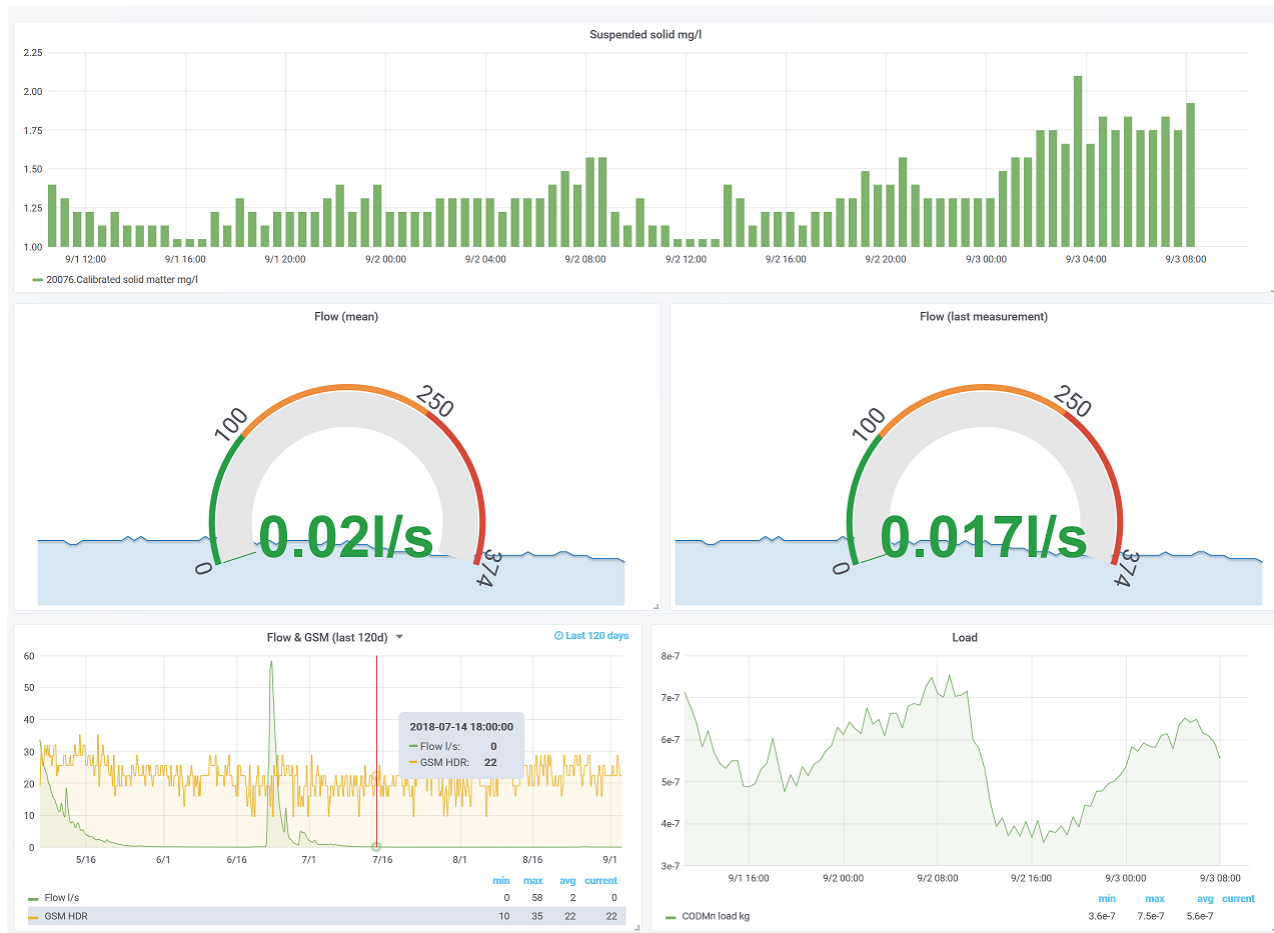 Suspended solid mg/l
2.25
2.00
1.75
1.50
1.25
1.00
9/1 12:00 9/1 16:00 9/1 20:00 9/2 00:00 9/2 04:00 9/2 08:00 9/2 12:00 9/2 16:00 9/2 20:00 9/3 00:00 9/3 04:00 9/3 08:00
20076.Calibrated solid matter mg/l
Flow (mean)
0 100 250 374
0.02l/s
Flow (last measurement)
0 100 250 374
0.017l/s
Flow & GSM (last 120d)
Last 120 days
60
50
40
30
20
10
0
2018-07-14 18:00:00
Flow l/s: 0
GSM HDR: 22
5/16 6/1 6/16 7/1 7/16 8/1 8/16 9/1
min max avg current
Flow l/s 0 58 2 0
GSM HDR 10 35 22 22
Load
8e-7
7e-7
6e-7
5e-7
4e-7
3e-7
9/1 16:00 9/2 00:00 9/2 08:00 9/2 16:00 9/3 00:00 9/3 08:00
min max avg current
CODMn load kg 3.6e-7 7.5e-7 5.6e-7